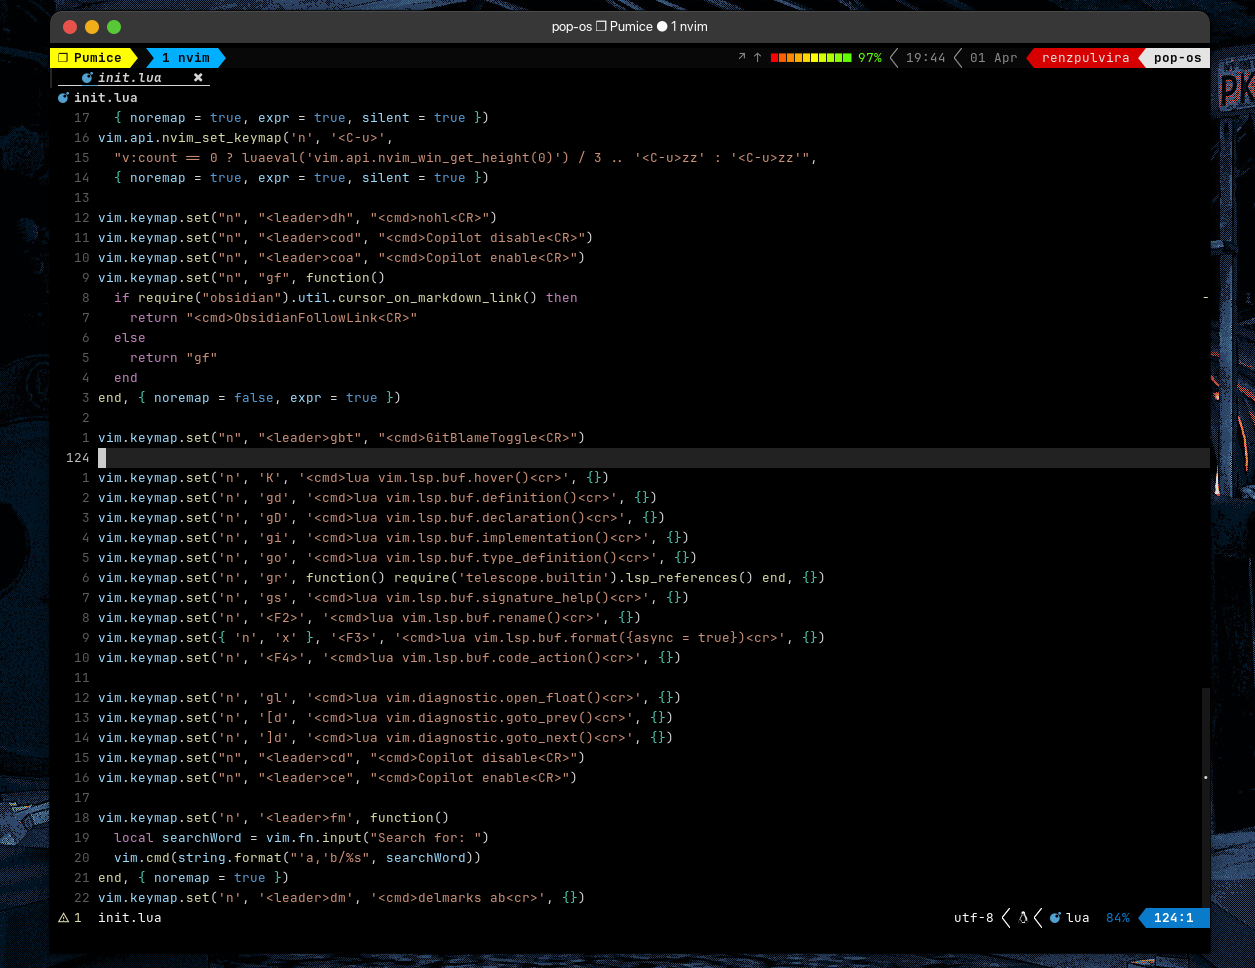 pop-os ❐ Pumice ● 1 nvim
❐ Pumice 1 nvim ↗ ↑ 97% 19:44 01 Apr renzpulvira pop-os
init.lua ✖
init.lua
17 { noremap = true, expr = true, silent = true })
16 vim.api.nvim_set_keymap('n', '<C-u>',
15 "v:count == 0 ? luaeval('vim.api.nvim_win_get_height(0)') / 3 .. '<C-u>zz' : '<C-u>zz'",
14 { noremap = true, expr = true, silent = true })
13
12 vim.keymap.set("n", "<leader>dh", "<cmd>nohl<CR>")
11 vim.keymap.set("n", "<leader>cod", "<cmd>Copilot disable<CR>")
10 vim.keymap.set("n", "<leader>coa", "<cmd>Copilot enable<CR>")
9 vim.keymap.set("n", "gf", function()
8 if require("obsidian").util.cursor_on_markdown_link() then
7 return "<cmd>ObsidianFollowLink<CR>"
6 else
5 return "gf"
4 end
3 end, { noremap = false, expr = true })
2
1 vim.keymap.set("n", "<leader>gbt", "<cmd>GitBlameToggle<CR>")
124
1 vim.keymap.set('n', 'K', '<cmd>lua vim.lsp.buf.hover()<cr>', {})
2 vim.keymap.set('n', 'gd', '<cmd>lua vim.lsp.buf.definition()<cr>', {})
3 vim.keymap.set('n', 'gD', '<cmd>lua vim.lsp.buf.declaration()<cr>', {})
4 vim.keymap.set('n', 'gi', '<cmd>lua vim.lsp.buf.implementation()<cr>', {})
5 vim.keymap.set('n', 'go', '<cmd>lua vim.lsp.buf.type_definition()<cr>', {})
6 vim.keymap.set('n', 'gr', function() require('telescope.builtin').lsp_references() end, {})
7 vim.keymap.set('n', 'gs', '<cmd>lua vim.lsp.buf.signature_help()<cr>', {})
8 vim.keymap.set('n', '<F2>', '<cmd>lua vim.lsp.buf.rename()<cr>', {})
9 vim.keymap.set({ 'n', 'x' }, '<F3>', '<cmd>lua vim.lsp.buf.format({async = true})<cr>', {})
10 vim.keymap.set('n', '<F4>', '<cmd>lua vim.lsp.buf.code_action()<cr>', {})
11
12 vim.keymap.set('n', 'gl', '<cmd>lua vim.diagnostic.open_float()<cr>', {})
13 vim.keymap.set('n', '[d', '<cmd>lua vim.diagnostic.goto_prev()<cr>', {})
14 vim.keymap.set('n', ']d', '<cmd>lua vim.diagnostic.goto_next()<cr>', {})
15 vim.keymap.set("n", "<leader>cd", "<cmd>Copilot disable<CR>")
16 vim.keymap.set("n", "<leader>ce", "<cmd>Copilot enable<CR>")
17
18 vim.keymap.set('n', '<leader>fm', function()
19 local searchWord = vim.fn.input("Search for: ")
20 vim.cmd(string.format("'a,'b/%s", searchWord))
21 end, { noremap = true })
22 vim.keymap.set('n', '<leader>dm', '<cmd>delmarks ab<cr>', {})
⚠ 1 init.lua utf-8 lua 84% 124:1